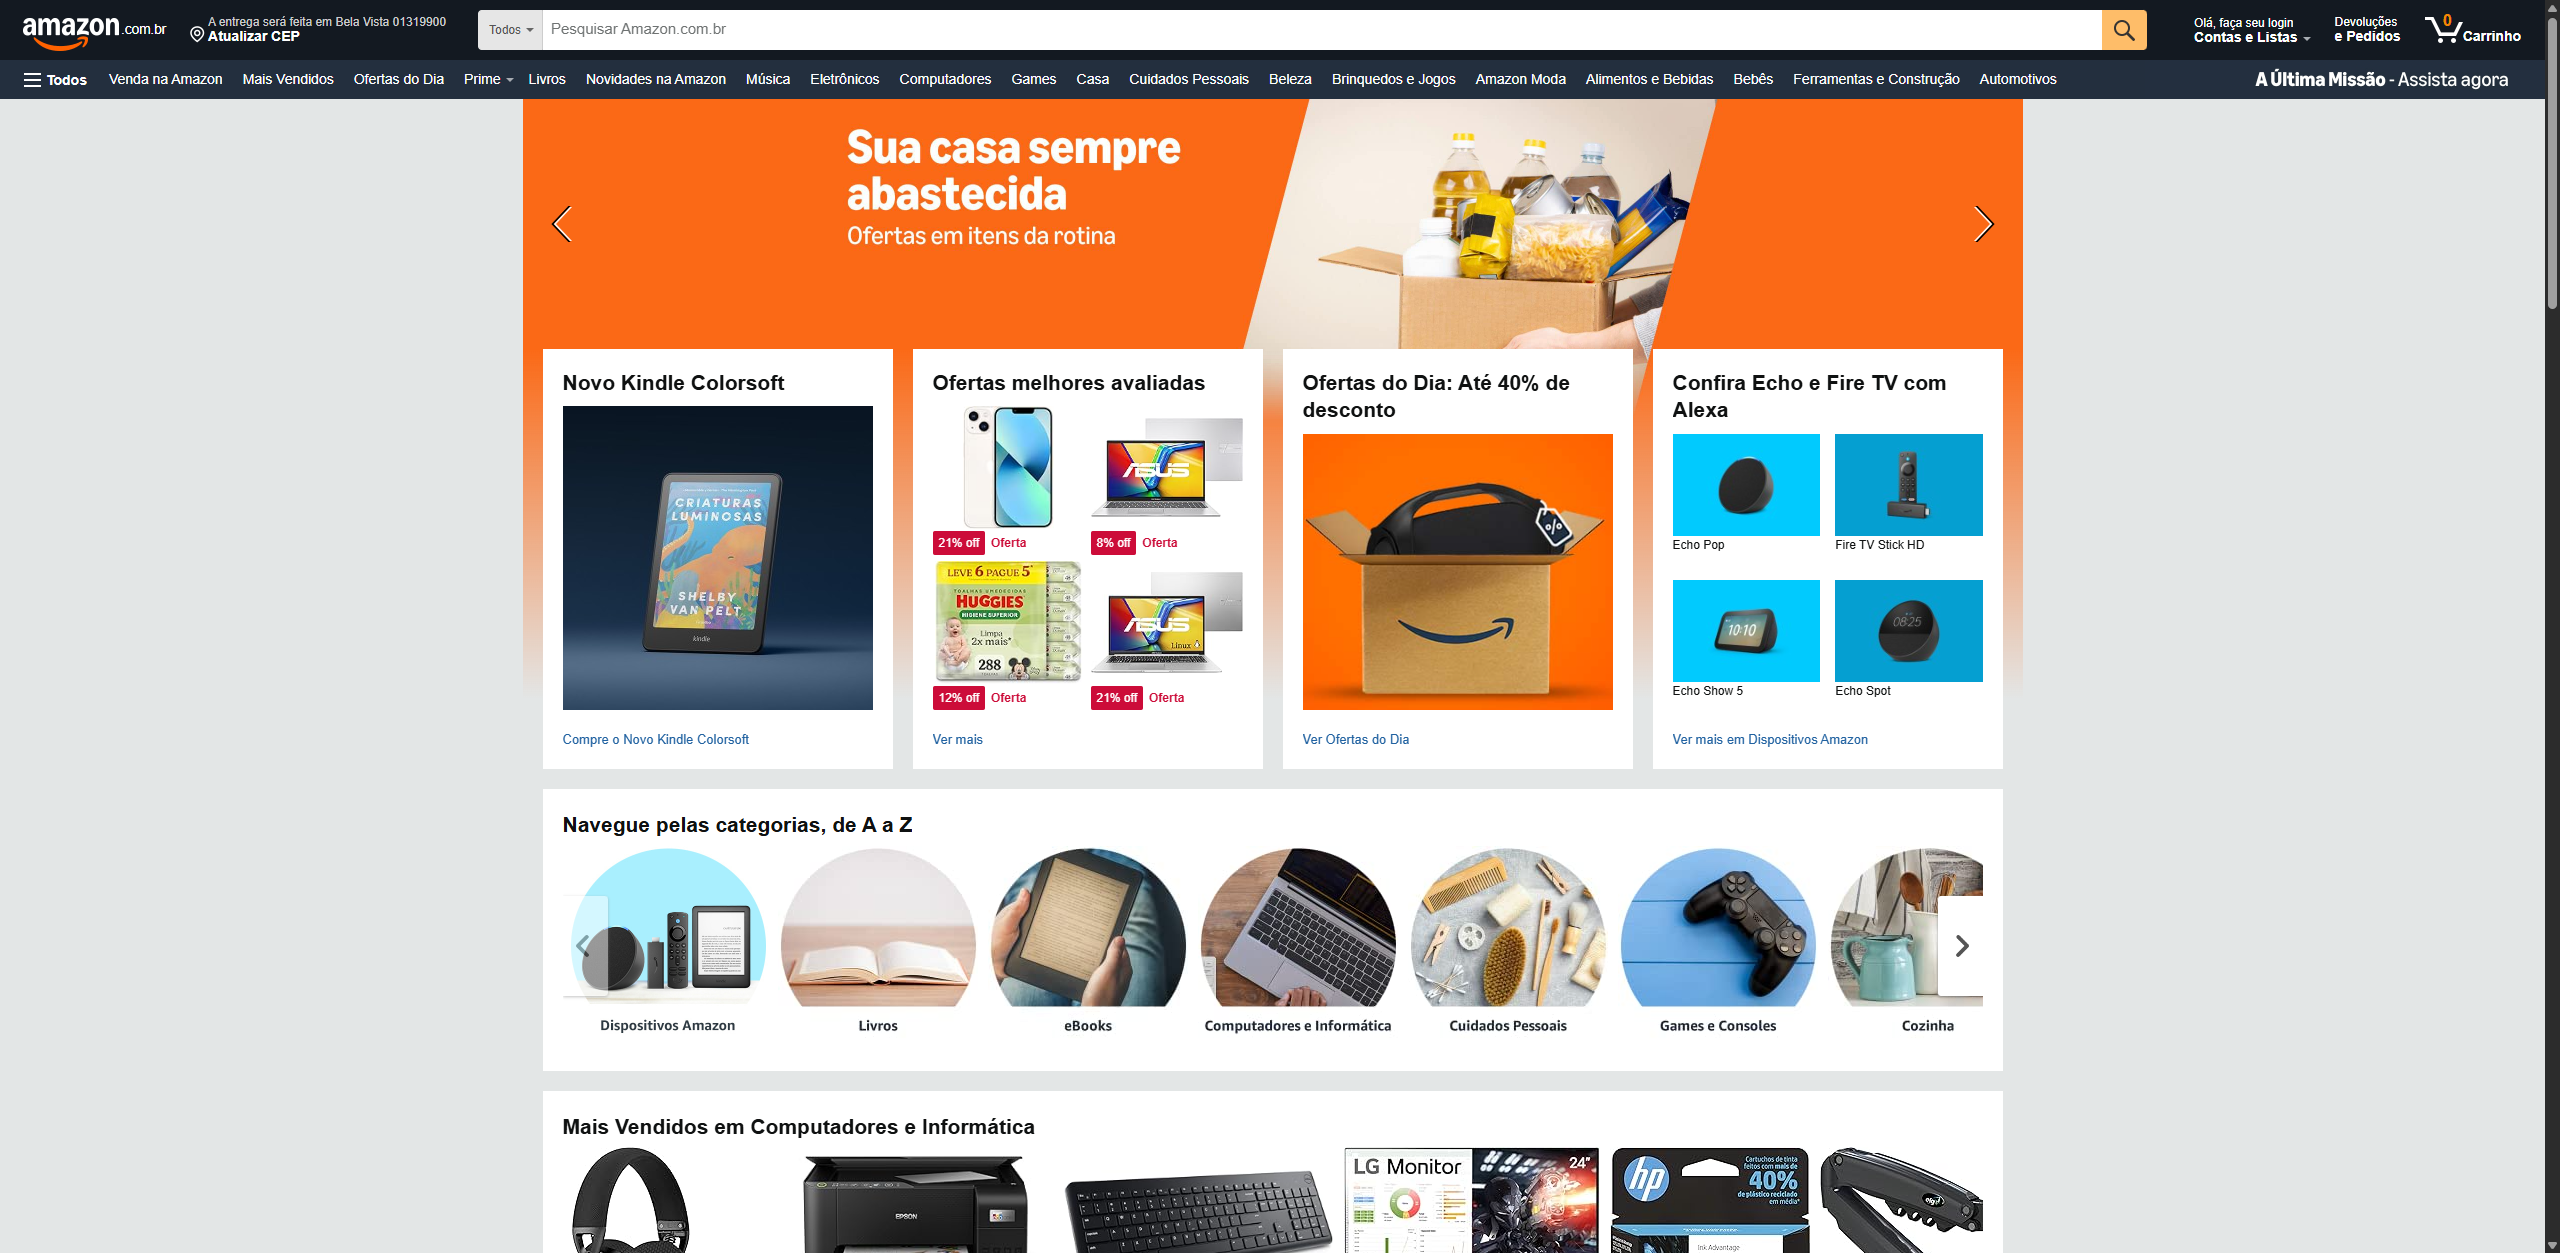 amazon.com.br
A entrega será feita em Bela Vista 01319900
Atualizar CEP
Todos
Pesquisar Amazon.com.br
Olá, faça seu login
Contas e Listas
Devoluções
e Pedidos
0
Carrinho
Todos
Venda na Amazon
Mais Vendidos
Ofertas do Dia
Prime
Livros
Novidades na Amazon
Música
Eletrônicos
Computadores
Games
Casa
Cuidados Pessoais
Beleza
Brinquedos e Jogos
Amazon Moda
Alimentos e Bebidas
Bebês
Ferramentas e Construção
Automotivos
A Última Missão - Assista agora
Sua casa sempre
abastecida
Ofertas em itens da rotina
Novo Kindle Colorsoft
CRIATURAS
LUMINOSAS
SHELBY
VAN PELT
kindle
Compre o Novo Kindle Colorsoft
Ofertas melhores avaliadas
21% off Oferta
ASUS
8% off Oferta
LEVE 6 PAGUE 5*
TOALHAS UMEDECIDAS
HUGGIES
HIGIENE SUPERIOR
Limpa
2x mais*
288
12% off Oferta
ASUS
Linux
21% off Oferta
Ver mais
Ofertas do Dia: Até 40% de
desconto
%
Ver Ofertas do Dia
Confira Echo e Fire TV com
Alexa
Echo Pop
Fire TV Stick HD
10:10
Echo Show 5
08:25
Echo Spot
Ver mais em Dispositivos Amazon
Navegue pelas categorias, de A a Z
Dispositivos Amazon
Livros
eBooks
Computadores e Informática
Cuidados Pessoais
Games e Consoles
Cozinha
Mais Vendidos em Computadores e Informática
EPSON
LG Monitor
24"
hp
Cartuchos de tinta
feitos com mais de
40%
de plástico reciclado
em média*
Ink Advantage